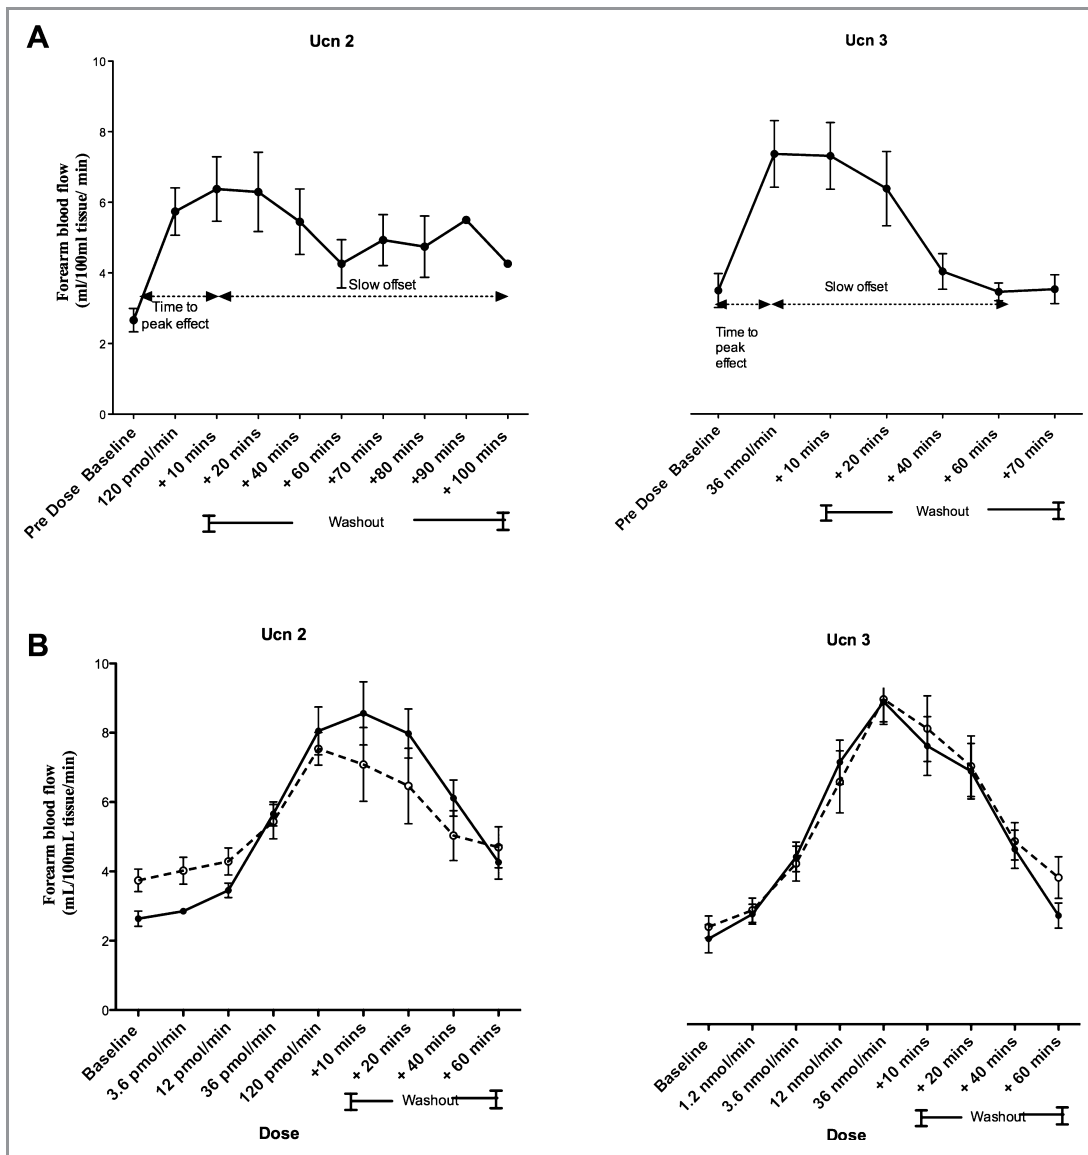 A
Ucn 2
Ucn 3
Forearm blood flow
(ml/100ml tissue/ min)
10
8
6
4
2
0
Slow offset
Time to
peak effect
Slow offset
Time to
peak
effect
Pre Dose Baseline
120 pmol/min
+ 10 mins
+ 20 mins
+ 40 mins
+ 60 mins
+70 mins
+80 mins
+90 mins
+ 100 mins
Washout
Pre Dose Baseline
36 nmol/min
+ 10 mins
+ 20 mins
+ 40 mins
+ 60 mins
+70 mins
Washout
B
Ucn 2
Ucn 3
Forearm blood flow
(mL/100mL tissue/min)
10
8
6
4
2
0
Baseline
3.6 pmol/min
12 pmol/min
36 pmol/min
120 pmol/min
+10 mins
+ 20 mins
+ 40 mins
+ 60 mins
Washout
Dose
Baseline
1.2 nmol/min
3.6 nmol/min
12 nmol/min
36 nmol/min
+10 mins
+ 20 mins
+ 40 mins
+ 60 mins
Washout
Dose